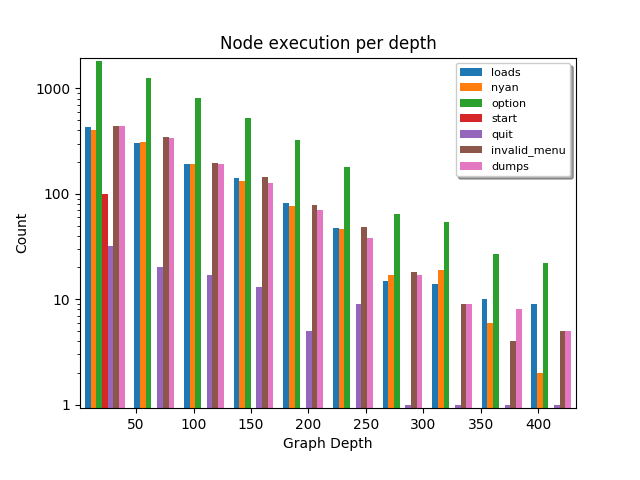 Node execution per depth
loads
nyan
option
start
quit
invalid_menu
dumps
1000
100
10
1
Count
50 100 150 200 250 300 350 400
Graph Depth